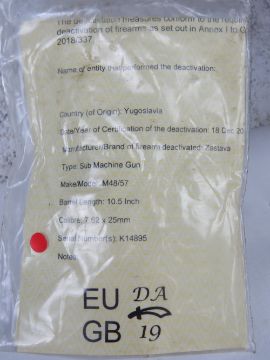 The deactivation measures conform to the requir
deactivation of firearms as set out in Annex I to C
2018/337
Name of entity that performed the deactivation:
Country (of Origin): Yugoslavia
Date/Year of Certification of the deactivation: 18 Dec 20
Manufacturer/Brand of firearm deactivated: Zastava
Type: Sub Machine Gun
Make/Model: M48/57
Barrel Length: 10.5 Inch
Calibre: 7.62 x 25mm
Serial Number(s): K14895
Notes:
EU DA
GB 19